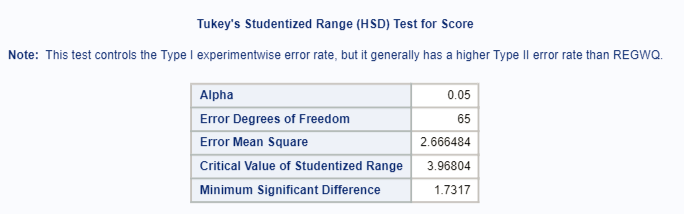 Tukey's Studentized Range (HSD) Test for Score
Note: This test controls the Type I experimentwise error rate, but it generally has a higher Type II error rate than REGWQ.
Alpha 0.05
Error Degrees of Freedom 65
Error Mean Square 2.666484
Critical Value of Studentized Range 3.96804
Minimum Significant Difference 1.7317